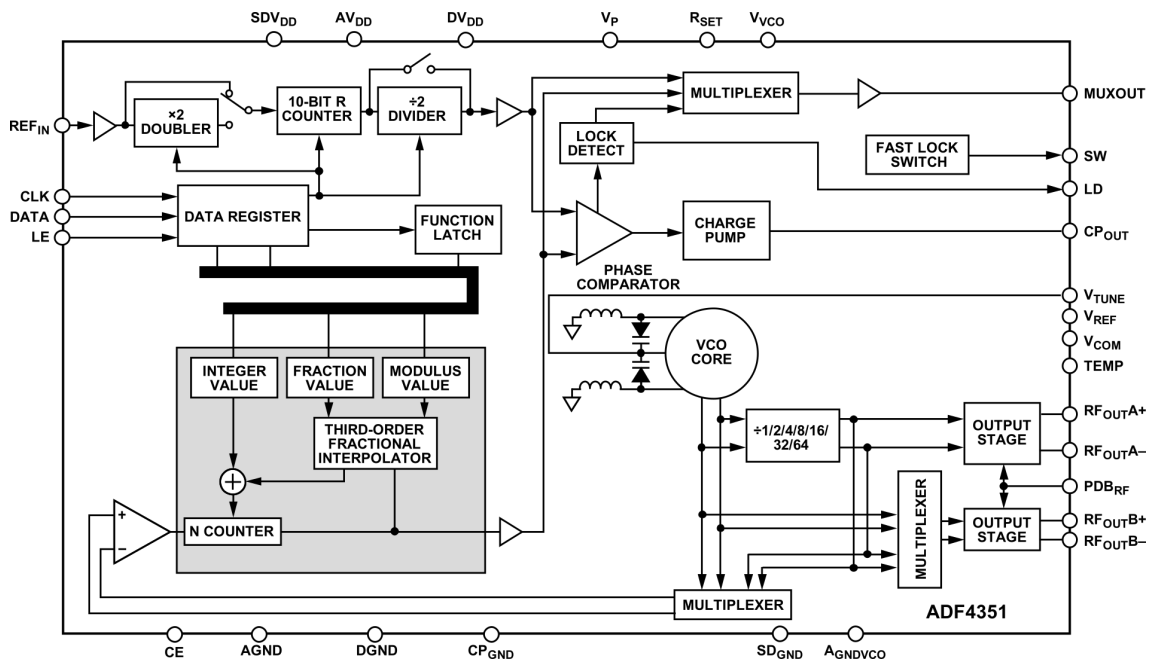 SDVDD AVDD DVDD VP RSET VVCO
REFIN
×2
DOUBLER
10-BIT R
COUNTER
÷2
DIVIDER
MULTIPLEXER
MUXOUT
LOCK
DETECT
FAST LOCK
SWITCH
SW
LD
CLK
DATA
LE
DATA REGISTER
FUNCTION
LATCH
CHARGE
PUMP
CPOUT
PHASE
COMPARATOR
VTUNE
VREF
VCOM
TEMP
VCO
CORE
INTEGER
VALUE
FRACTION
VALUE
MODULUS
VALUE
THIRD-ORDER
FRACTIONAL
INTERPOLATOR
+
−
N COUNTER
÷1/2/4/8/16/
32/64
OUTPUT
STAGE
RFOUTA+
RFOUTA–
PDBRF
MULTIPLEXER
OUTPUT
STAGE
RFOUTB+
RFOUTB–
MULTIPLEXER
ADF4351
CE AGND DGND CPGND SDGND AGNDVCO